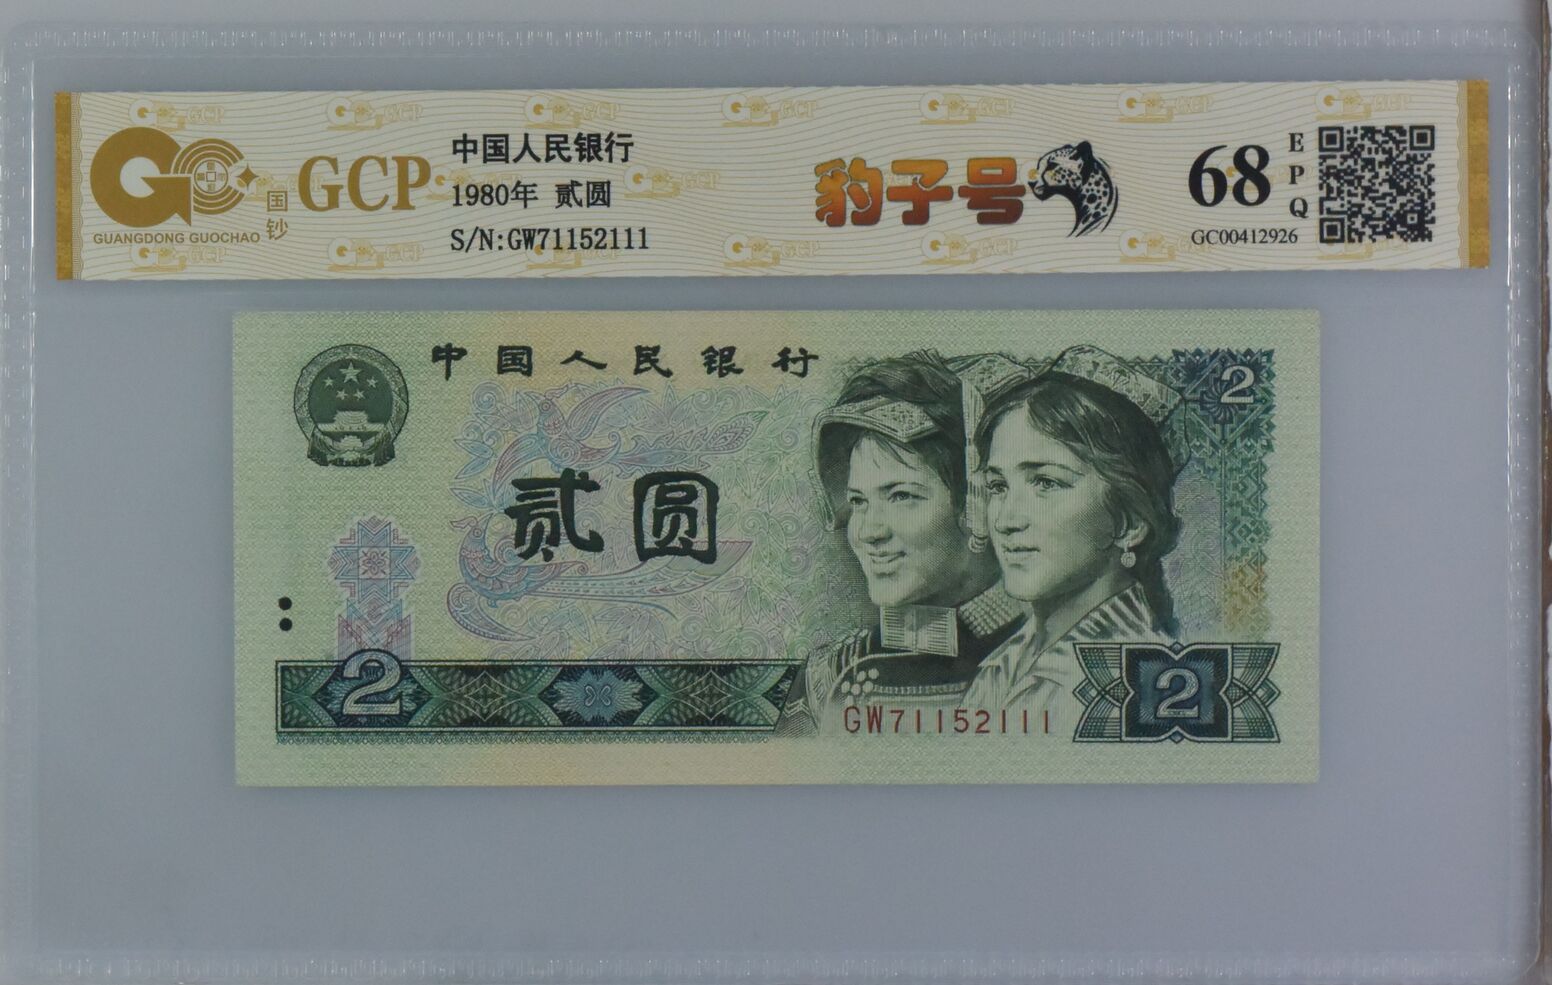 GUANGDONG GUOCHAO
国钞
GCP
中国人民银行
1980年 贰圆
S/N:GW71152111
豹子号
68
EPQ
GC00412926
中国人民银行
2
贰圆
2
GW71152111
2